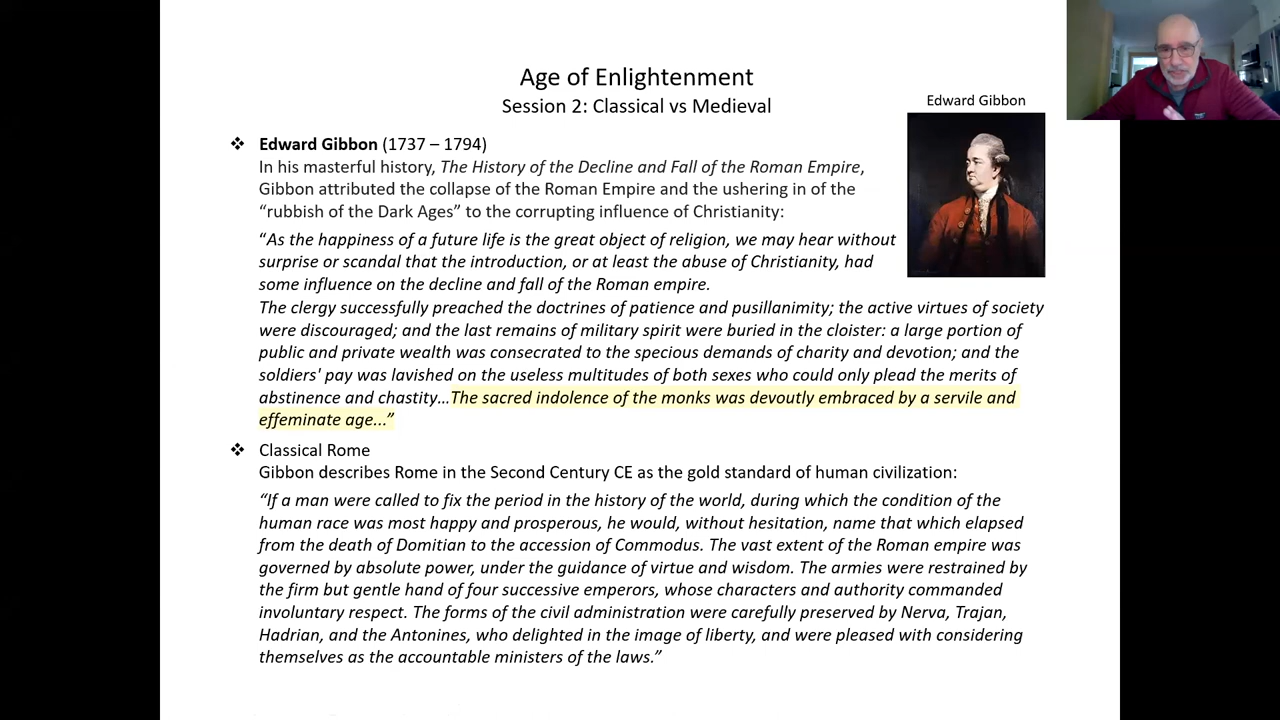 Age of Enlightenment
Session 2: Classical vs Medieval
Edward Gibbon
❖ Edward Gibbon (1737 – 1794)
In his masterful history, The History of the Decline and Fall of the Roman Empire,
Gibbon attributed the collapse of the Roman Empire and the ushering in of the
“rubbish of the Dark Ages” to the corrupting influence of Christianity:
“As the happiness of a future life is the great object of religion, we may hear without
surprise or scandal that the introduction, or at least the abuse of Christianity, had
some influence on the decline and fall of the Roman empire.
The clergy successfully preached the doctrines of patience and pusillanimity; the active virtues of society
were discouraged; and the last remains of military spirit were buried in the cloister: a large portion of
public and private wealth was consecrated to the specious demands of charity and devotion; and the
soldiers' pay was lavished on the useless multitudes of both sexes who could only plead the merits of
abstinence and chastity…The sacred indolence of the monks was devoutly embraced by a servile and
effeminate age...”
❖ Classical Rome
Gibbon describes Rome in the Second Century CE as the gold standard of human civilization:
“If a man were called to fix the period in the history of the world, during which the condition of the
human race was most happy and prosperous, he would, without hesitation, name that which elapsed
from the death of Domitian to the accession of Commodus. The vast extent of the Roman empire was
governed by absolute power, under the guidance of virtue and wisdom. The armies were restrained by
the firm but gentle hand of four successive emperors, whose characters and authority commanded
involuntary respect. The forms of the civil administration were carefully preserved by Nerva, Trajan,
Hadrian, and the Antonines, who delighted in the image of liberty, and were pleased with considering
themselves as the accountable ministers of the laws.”